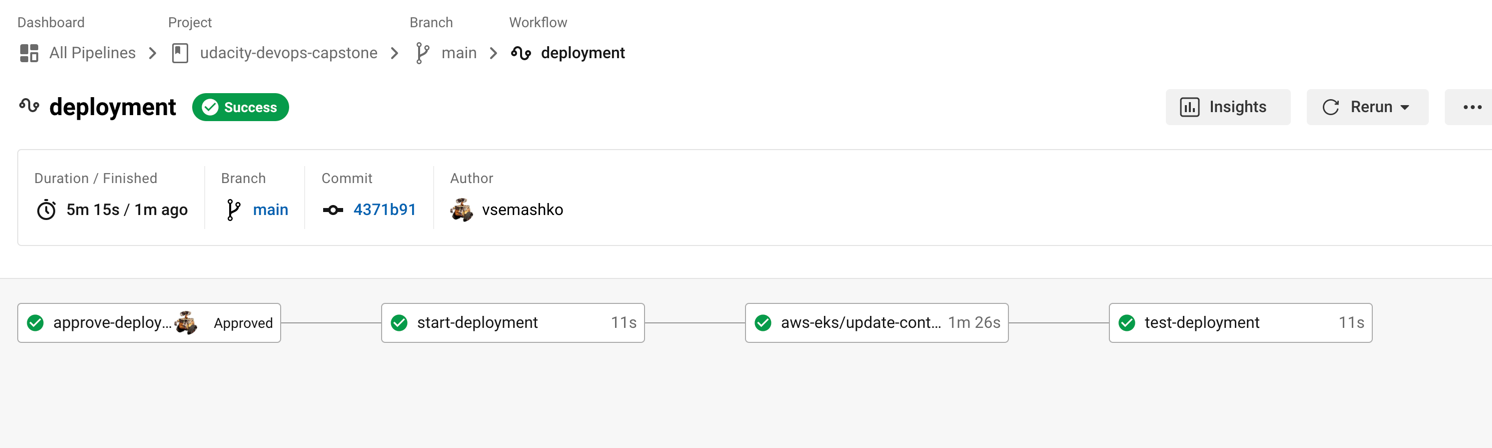 Dashboard Project Branch Workflow
All Pipelines udacity-devops-capstone main deployment
deployment Success Insights Rerun
Duration / Finished Branch Commit Author
5m 15s / 1m ago main 4371b91 vsemashko
approve-deploy... Approved start-deployment 11s aws-eks/update-cont... 1m 26s test-deployment 11s